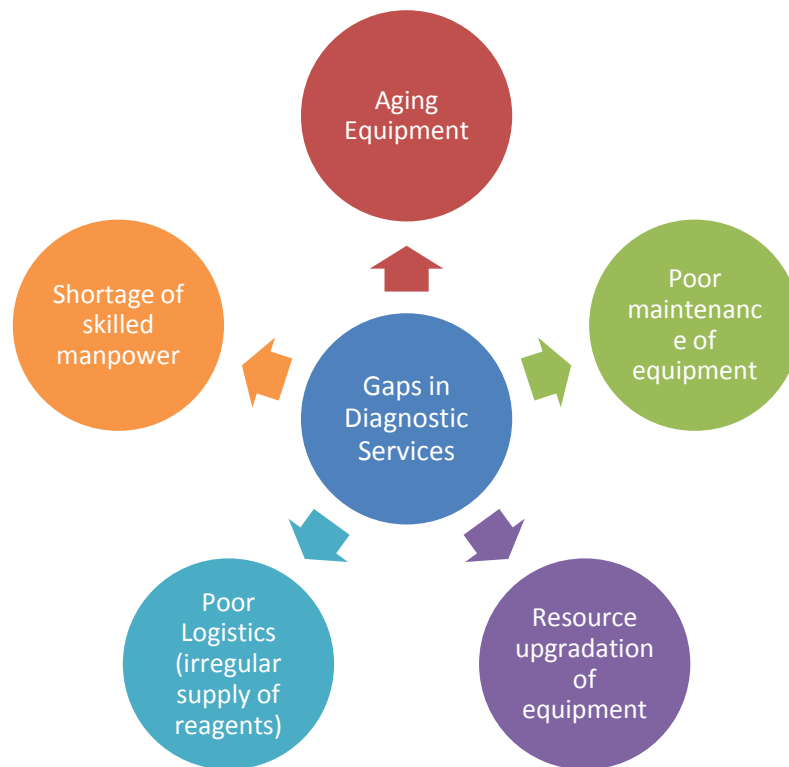 Aging
Equipment
Shortage of
skilled
manpower
Poor
maintenanc
e of
equipment
Gaps in
Diagnostic
Services
Poor
Logistics
(irregular
supply of
reagents)
Resource
upgradation
of
equipment